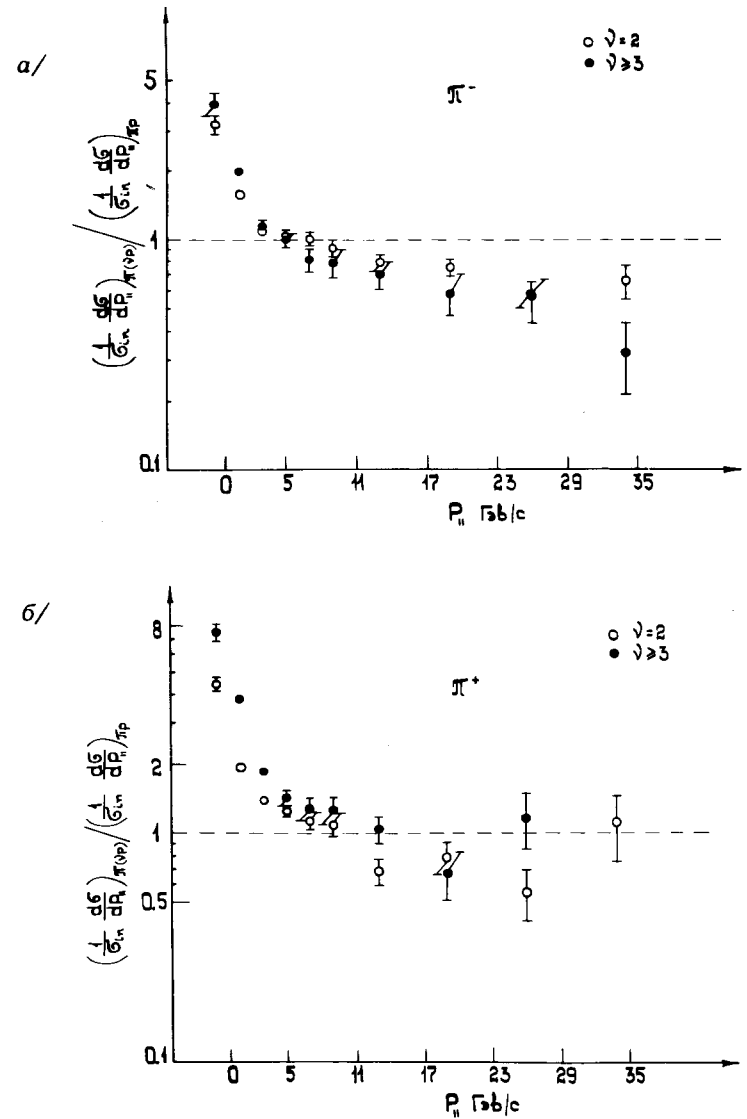 а/
○ ν=2
● ν⩾3
π⁻
5
1
0.1
(1/σin dσ/dP∥)π(νp) / (1/σin dσ/dP∥)πp
0 5 11 17 23 29 35
P∥ Гэв/с
б/
○ ν=2
● ν⩾3
π⁺
8
2
1
0.5
0.1
(1/σin dσ/dP∥)π(νp) / (1/σin dσ/dP∥)πp
0 5 11 17 23 29 35
P∥ Гэв/с